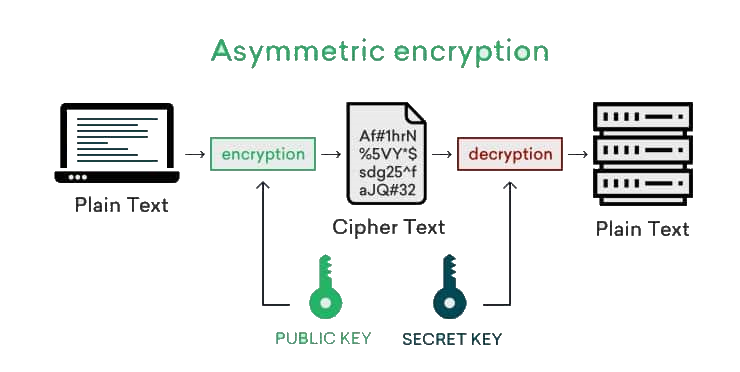 Asymmetric encryption
Af#1hrN
%5VY*$
sdg25^f
aJQ#32
encryption
decryption
Plain Text
Cipher Text
Plain Text
PUBLIC KEY
SECRET KEY